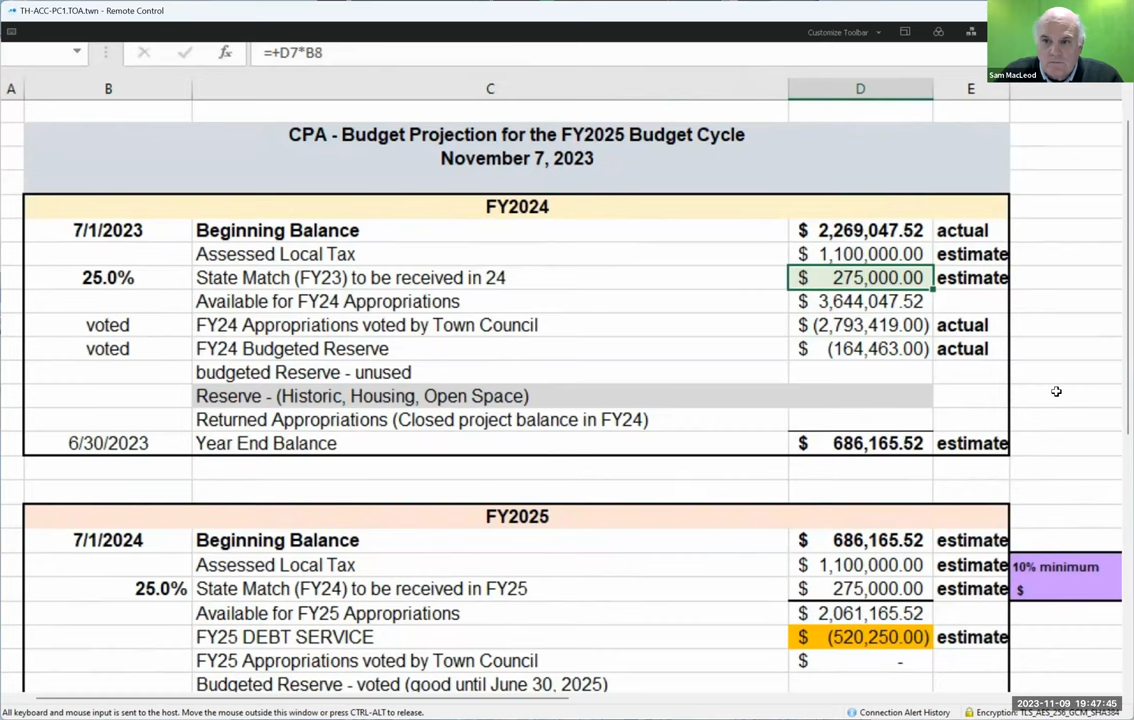 TH-ACC-PC1.TOA.twn - Remote Control
Customize Toolbar
fx =+D7*B8
Sam MacLeod
A B C D E
CPA - Budget Projection for the FY2025 Budget Cycle
November 7, 2023
FY2024
7/1/2023 Beginning Balance $ 2,269,047.52 actual
Assessed Local Tax $ 1,100,000.00 estimate
25.0% State Match (FY23) to be received in 24 $ 275,000.00 estimate
Available for FY24 Appropriations $ 3,644,047.52
voted FY24 Appropriations voted by Town Council $ (2,793,419.00) actual
voted FY24 Budgeted Reserve $ (164,463.00) actual
budgeted Reserve - unused
Reserve - (Historic, Housing, Open Space)
Returned Appropriations (Closed project balance in FY24)
6/30/2023 Year End Balance $ 686,165.52 estimate
FY2025
7/1/2024 Beginning Balance $ 686,165.52 estimate
Assessed Local Tax $ 1,100,000.00 estimate 10% minimum
25.0% State Match (FY24) to be received in FY25 $ 275,000.00 estimate $
Available for FY25 Appropriations $ 2,061,165.52
FY25 DEBT SERVICE $ (520,250.00) estimate
FY25 Appropriations voted by Town Council $ -
Budgeted Reserve - voted (good until June 30, 2025)
2023-11-09 19:47:45
All keyboard and mouse input is sent to the host. Move the mouse outside this window or press CTRL-ALT to release. Connection Alert History Encryption: TLS_AES_256_GCM_SHA384